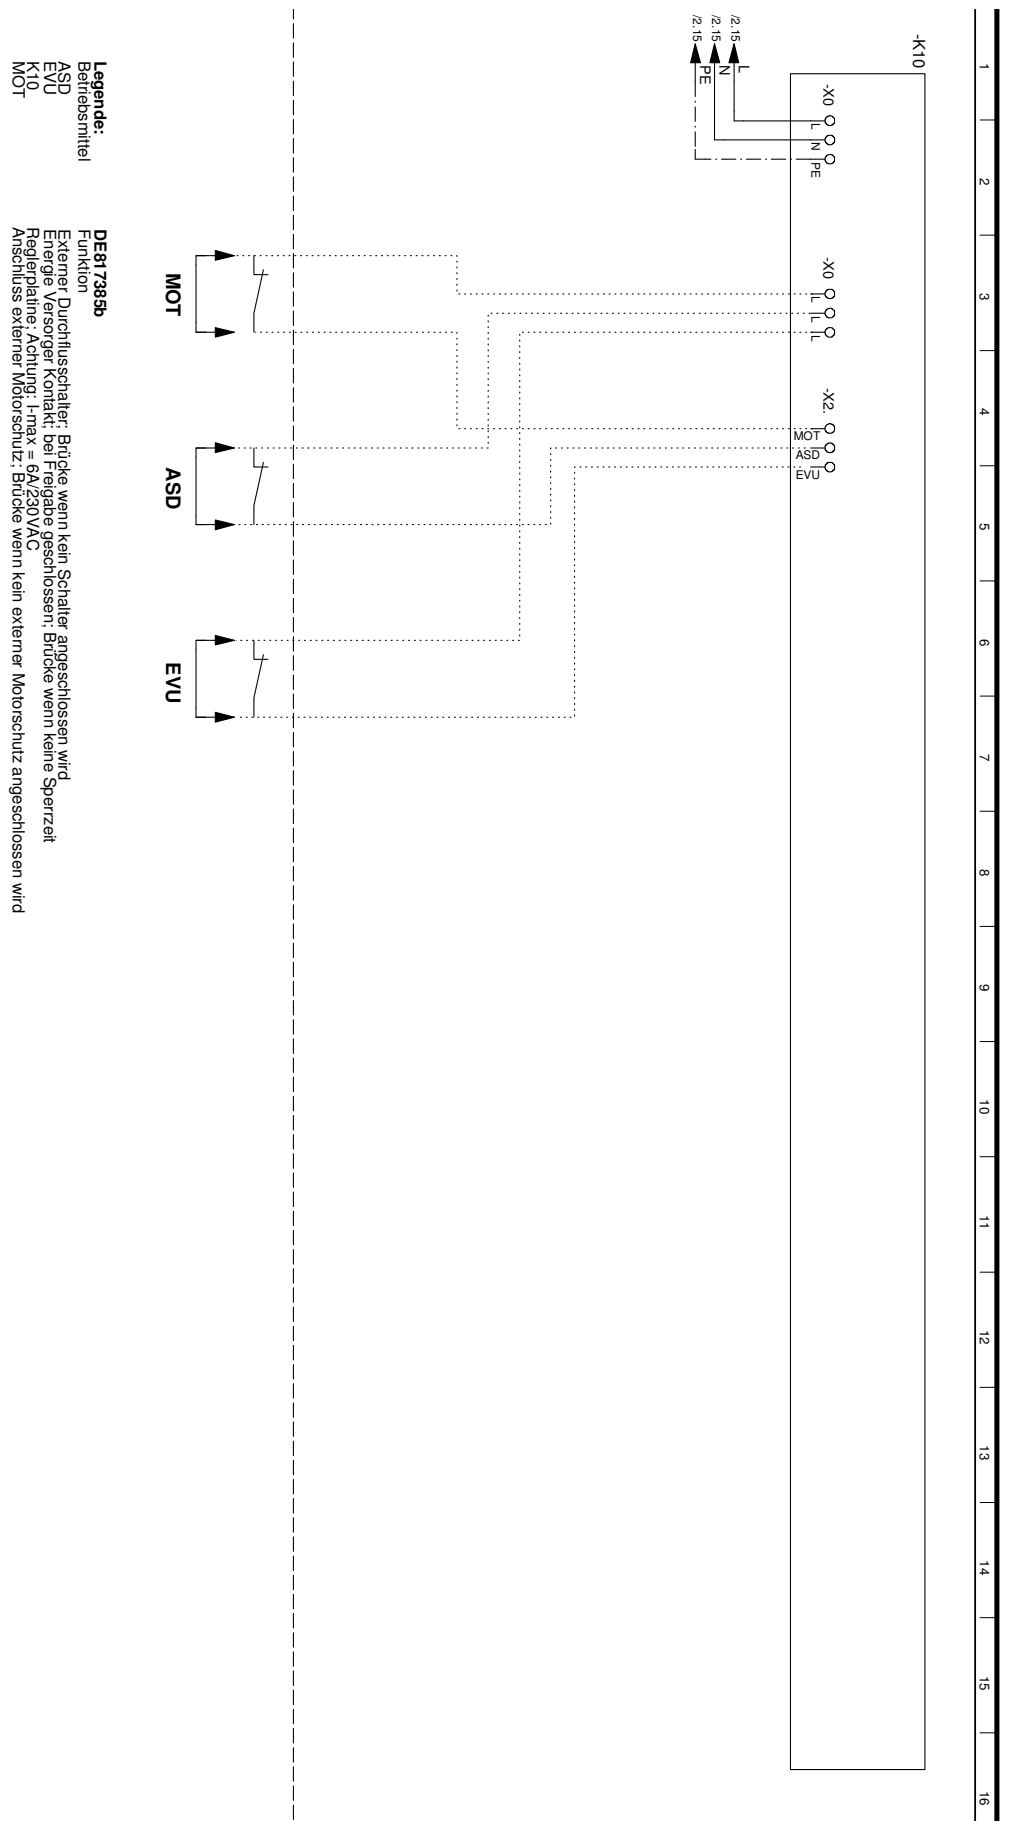 1
2
3
4
5
6
7
8
9
10
11
12
13
14
15
16
-K10
-X0
L
N
PE
L
N
PE
/2.15
/2.15
/2.15
-X0
L
L
L
-X2.
MOT
ASD
EVU
MOT
ASD
EVU
Legende: DE817385b
Betriebsmittel Funktion
ASD Externer Durchflusschalter; Brücke wenn kein Schalter angeschlossen wird
EVU Energie Versorger Kontakt; bei Freigabe geschlossen; Brücke wenn keine Sperrzeit
K10 Reglerplatine; Achtung: I-max = 6A/230VAC
MOT Anschluss externer Motorschutz; Brücke wenn kein externer Motorschutz angeschlossen wird